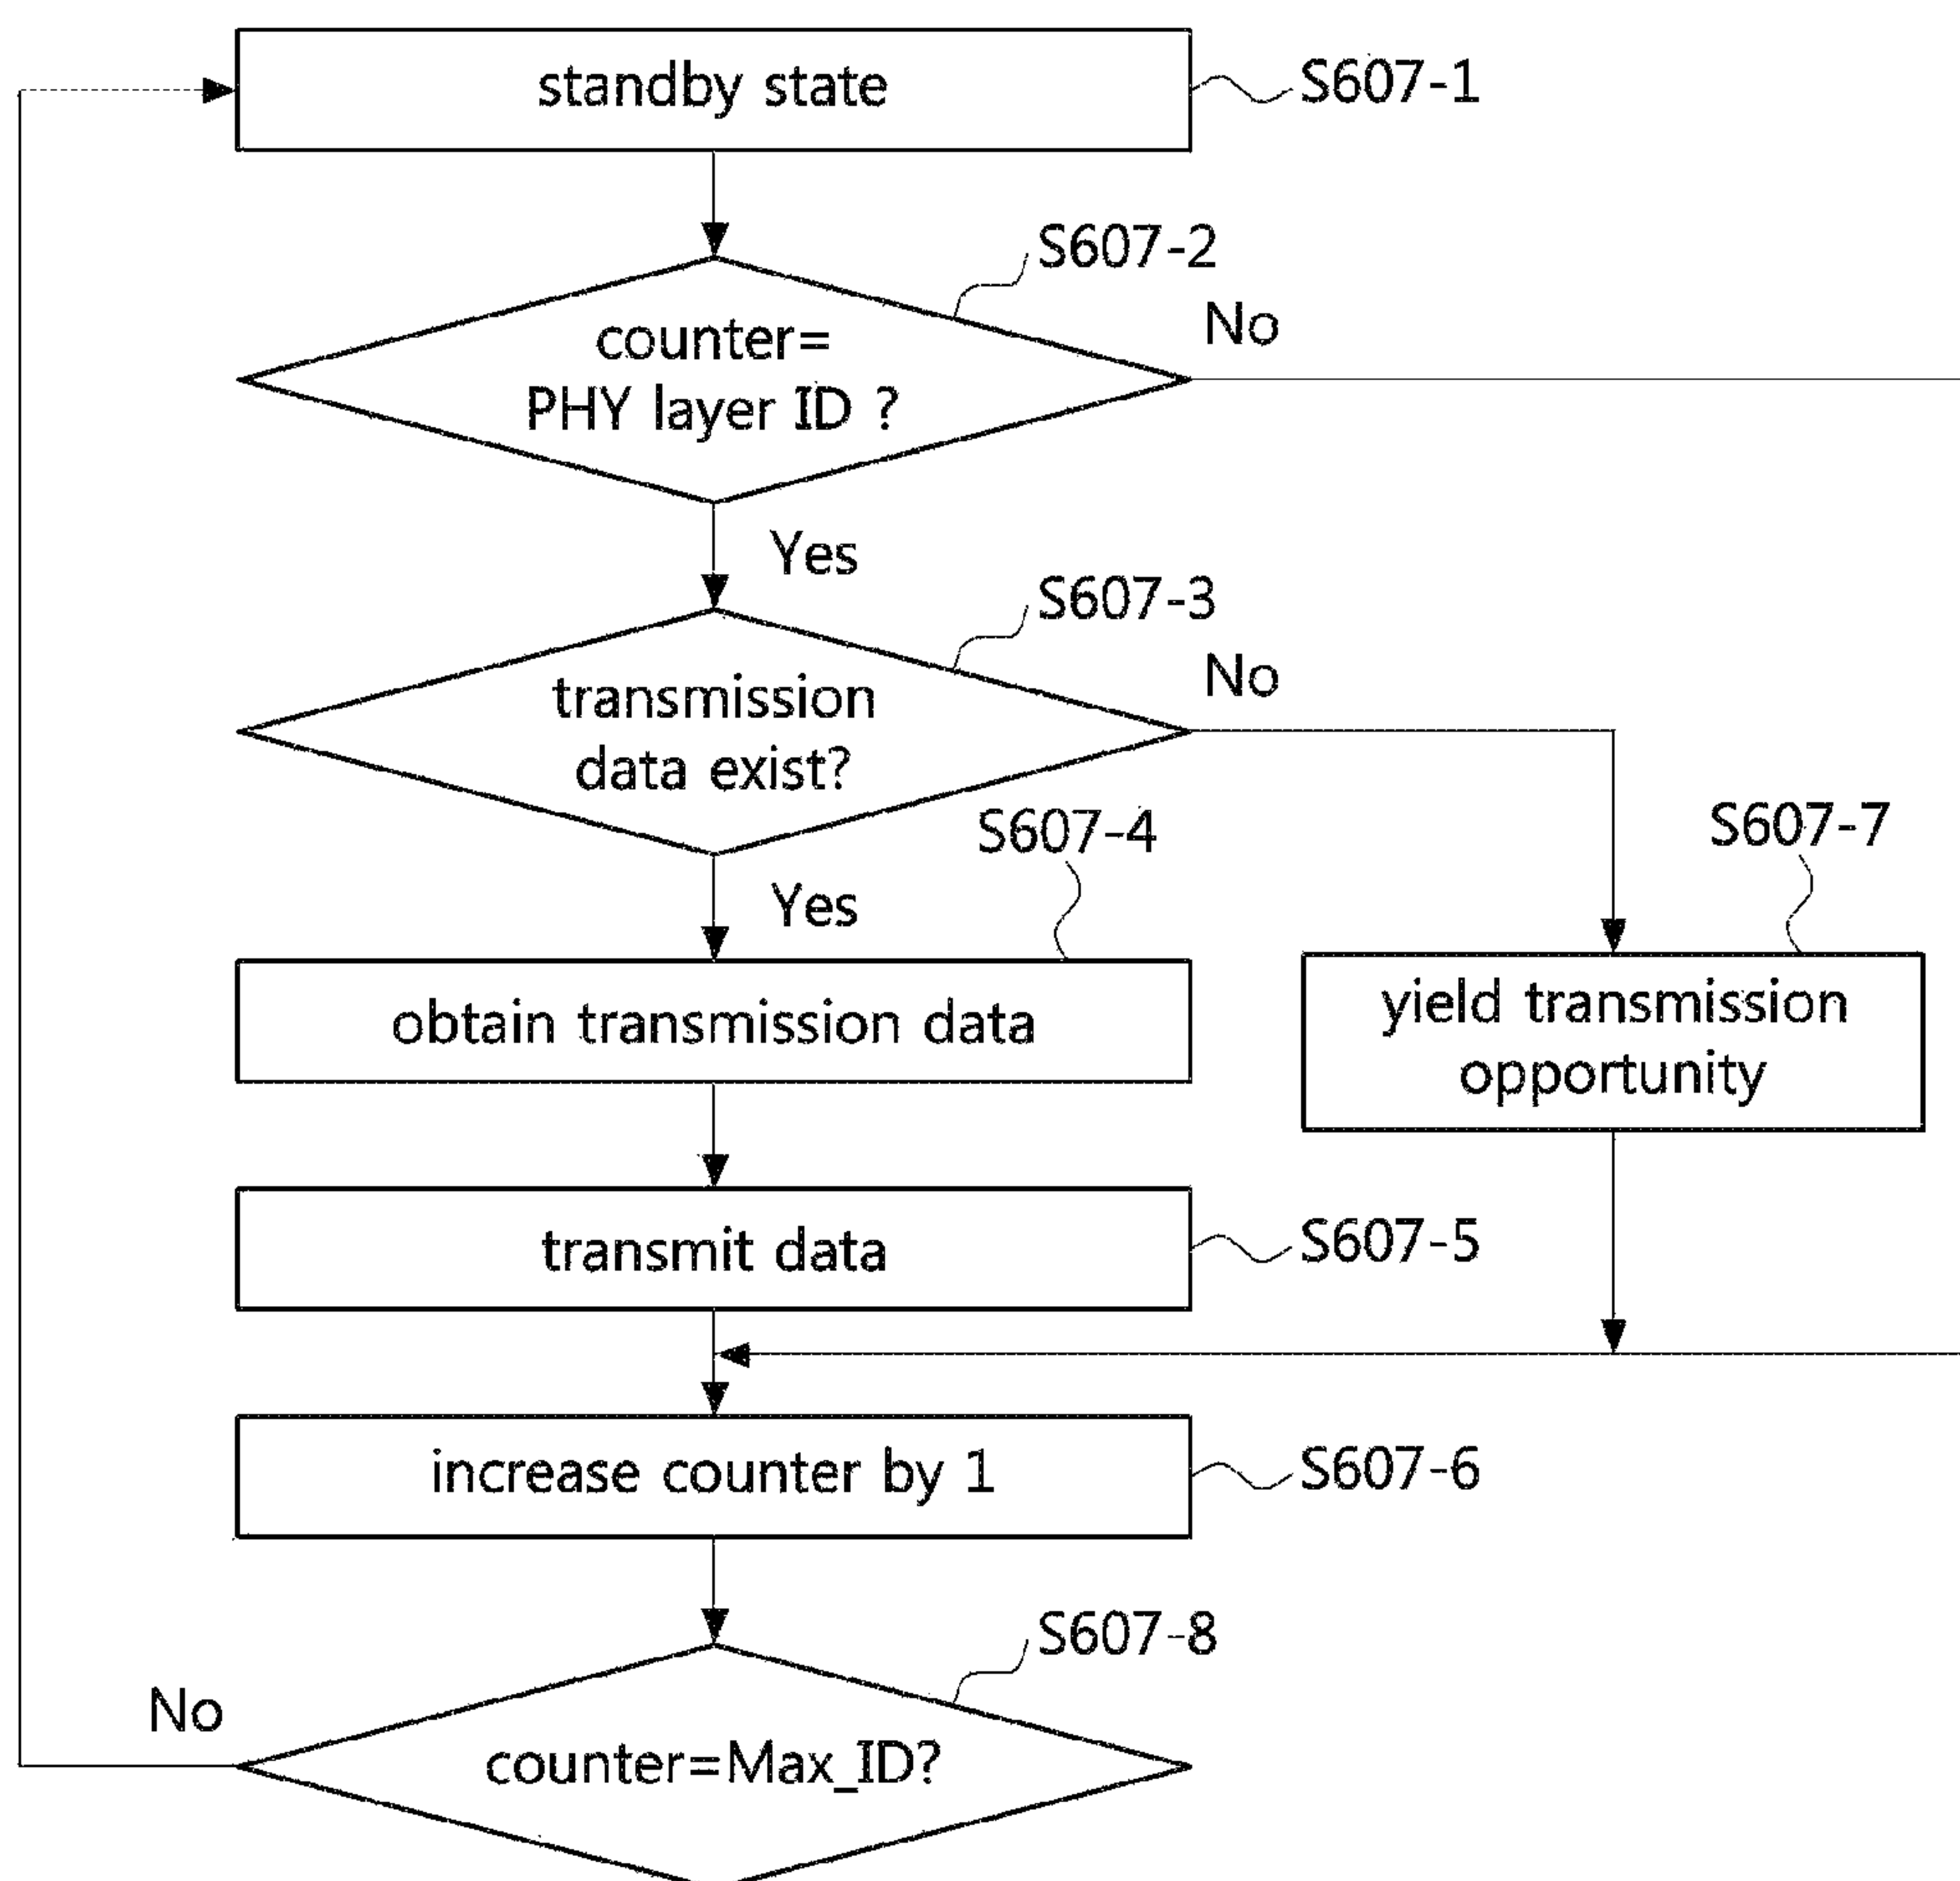 standby state
S607-1
S607-2
counter=
PHY layer ID ?
No
Yes
S607-3
transmission
data exist?
No
S607-4
S607-7
Yes
obtain transmission data
yield transmission
opportunity
transmit data
S607-5
increase counter by 1
S607-6
S607-8
No
counter=Max_ID?